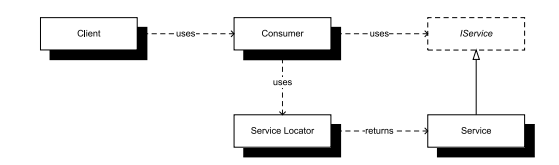 Client
uses
Consumer
uses
IService
uses
Service Locator
returns
Service